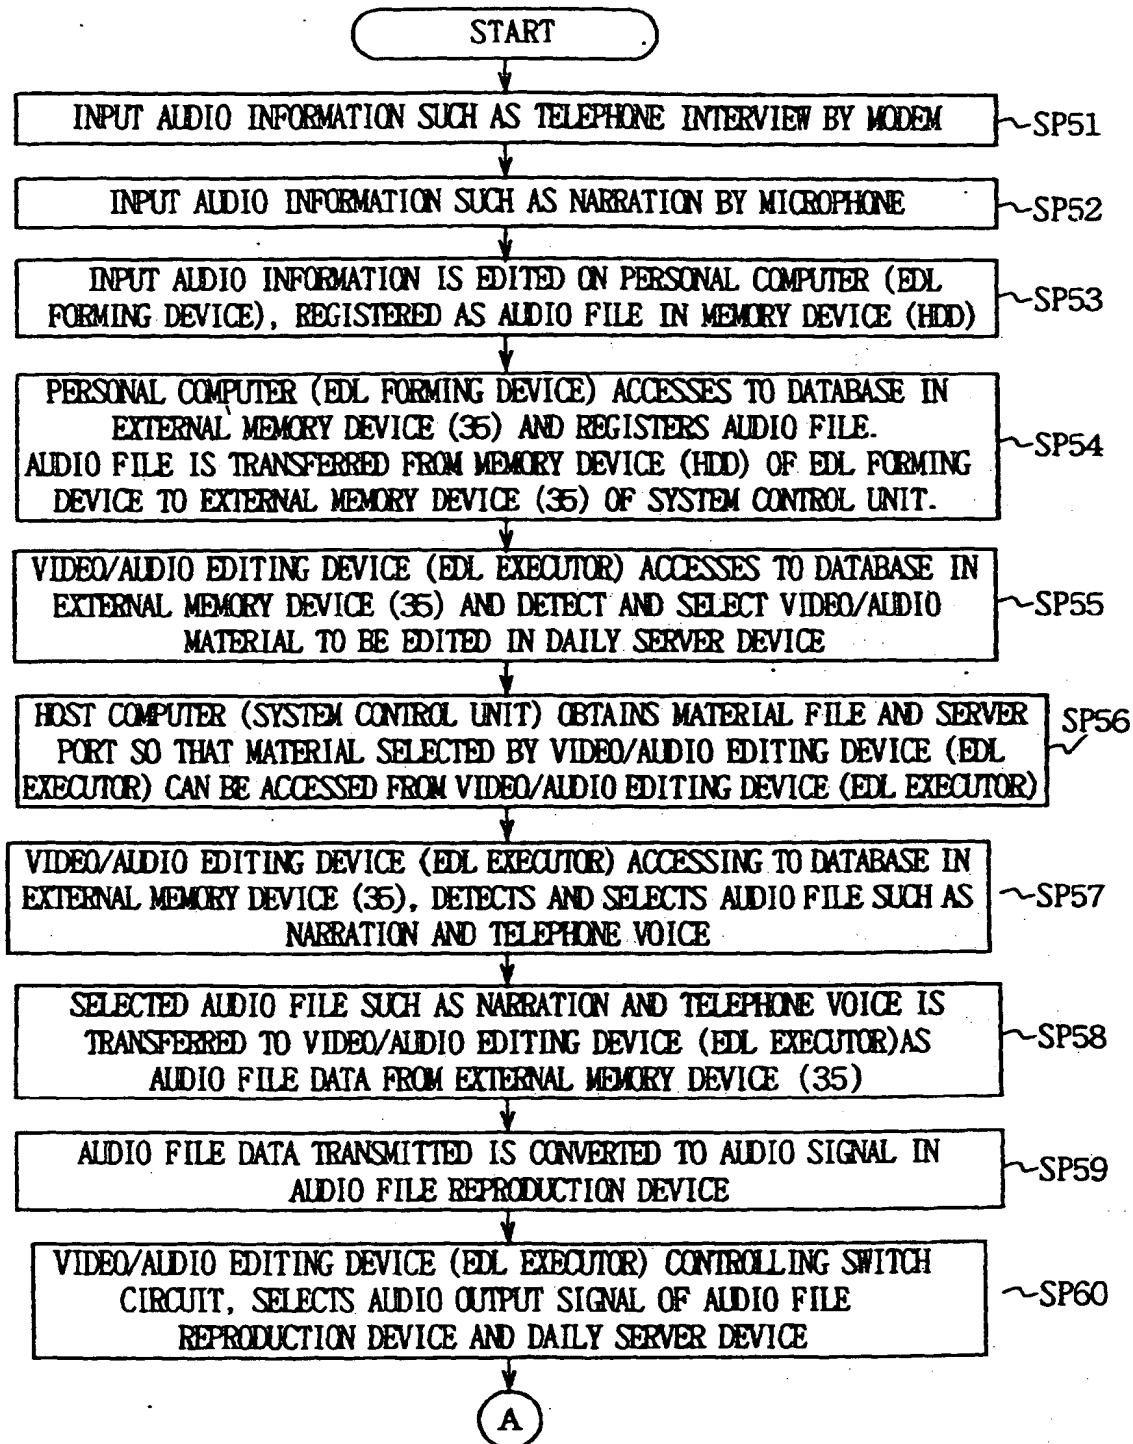 START
INPUT AUDIO INFORMATION SUCH AS TELEPHONE INTERVIEW BY MODEM
SP51
INPUT AUDIO INFORMATION SUCH AS NARRATION BY MICROPHONE
SP52
INPUT AUDIO INFORMATION IS EDITED ON PERSONAL COMPUTER (EDL
FORMING DEVICE), REGISTERED AS AUDIO FILE IN MEMORY DEVICE (HDD)
SP53
PERSONAL COMPUTER (EDL FORMING DEVICE) ACCESSES TO DATABASE IN
EXTERNAL MEMORY DEVICE (35) AND REGISTERS AUDIO FILE.
AUDIO FILE IS TRANSFERRED FROM MEMORY DEVICE (HDD) OF EDL FORMING
DEVICE TO EXTERNAL MEMORY DEVICE (35) OF SYSTEM CONTROL UNIT.
SP54
VIDEO/AUDIO EDITING DEVICE (EDL EXECUTOR) ACCESSES TO DATABASE IN
EXTERNAL MEMORY DEVICE (35) AND DETECT AND SELECT VIDEO/AUDIO
MATERIAL TO BE EDITED IN DAILY SERVER DEVICE
SP55
HOST COMPUTER (SYSTEM CONTROL UNIT) OBTAINS MATERIAL FILE AND SERVER
PORT SO THAT MATERIAL SELECTED BY VIDEO/AUDIO EDITING DEVICE (EDL
EXECUTOR) CAN BE ACCESSED FROM VIDEO/AUDIO EDITING DEVICE (EDL EXECUTOR)
SP56
VIDEO/AUDIO EDITING DEVICE (EDL EXECUTOR) ACCESSING TO DATABASE IN
EXTERNAL MEMORY DEVICE (35), DETECTS AND SELECTS AUDIO FILE SUCH AS
NARRATION AND TELEPHONE VOICE
SP57
SELECTED AUDIO FILE SUCH AS NARRATION AND TELEPHONE VOICE IS
TRANSFERRED TO VIDEO/AUDIO EDITING DEVICE (EDL EXECUTOR)AS
AUDIO FILE DATA FROM EXTERNAL MEMORY DEVICE (35)
SP58
AUDIO FILE DATA TRANSMITTED IS CONVERTED TO AUDIO SIGNAL IN
AUDIO FILE REPRODUCTION DEVICE
SP59
VIDEO/AUDIO EDITING DEVICE (EDL EXECUTOR) CONTROLLING SWITCH
CIRCUIT, SELECTS AUDIO OUTPUT SIGNAL OF AUDIO FILE
REPRODUCTION DEVICE AND DAILY SERVER DEVICE
SP60
A